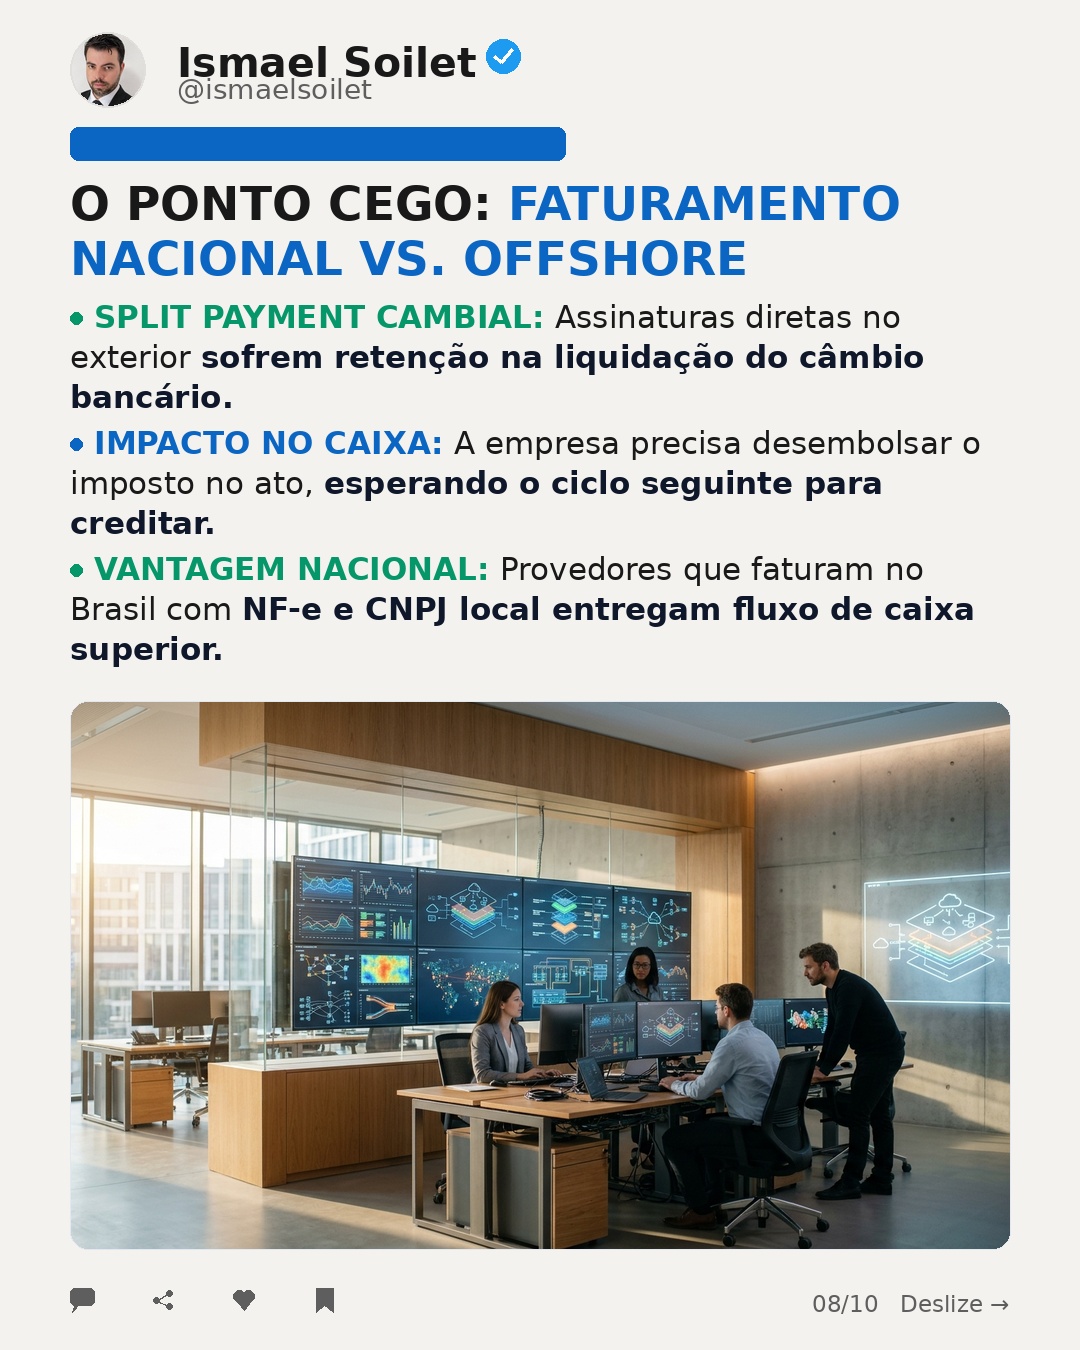 Ismael Soilet
@ismaelsoilet
O PONTO CEGO: FATURAMENTO
NACIONAL VS. OFFSHORE
• SPLIT PAYMENT CAMBIAL: Assinaturas diretas no
exterior sofrem retenção na liquidação do câmbio
bancário.
• IMPACTO NO CAIXA: A empresa precisa desembolsar o
imposto no ato, esperando o ciclo seguinte para
creditar.
• VANTAGEM NACIONAL: Provedores que faturam no
Brasil com NF-e e CNPJ local entregam fluxo de caixa
superior.
08/10 Deslize →